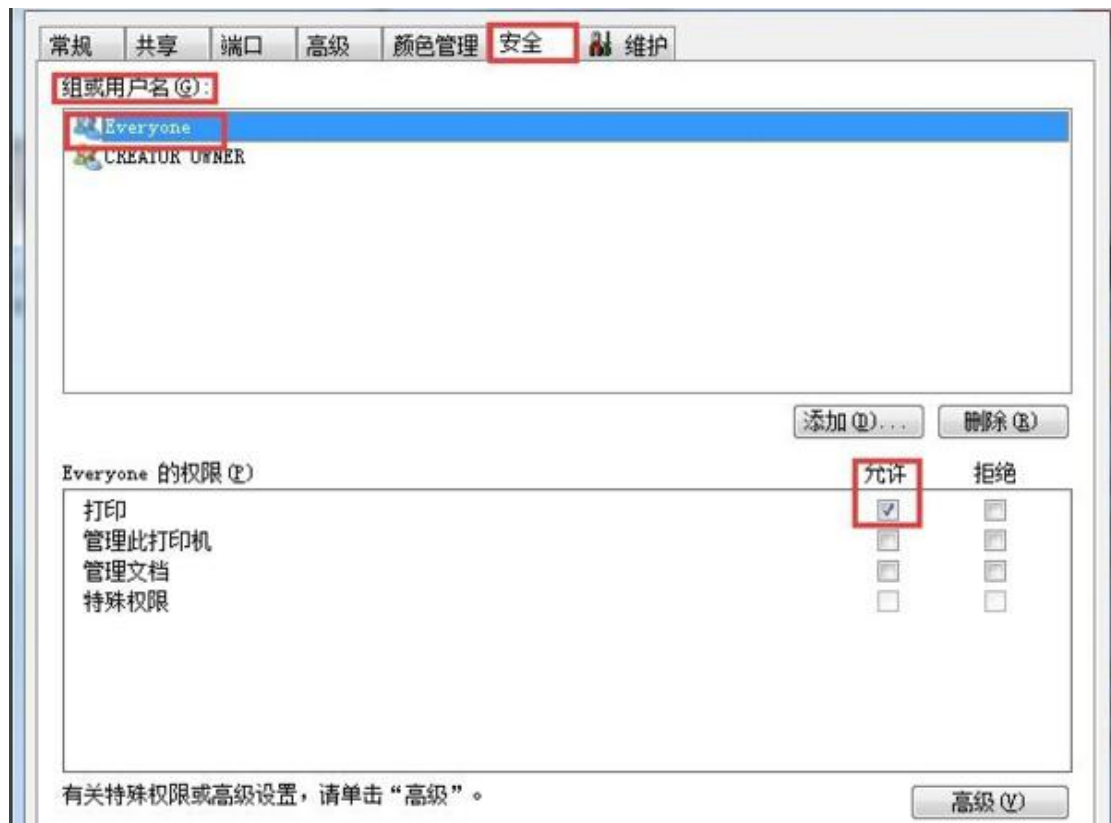 常规 共享 端口 高级 颜色管理 安全 维护
组或用户名(G):
Everyone
CREATOR OWNER
添加(D)... 删除(R)
Everyone 的权限(P) 允许 拒绝
打印
管理此打印机
管理文档
特殊权限
有关特殊权限或高级设置，请单击“高级”。 高级(V)